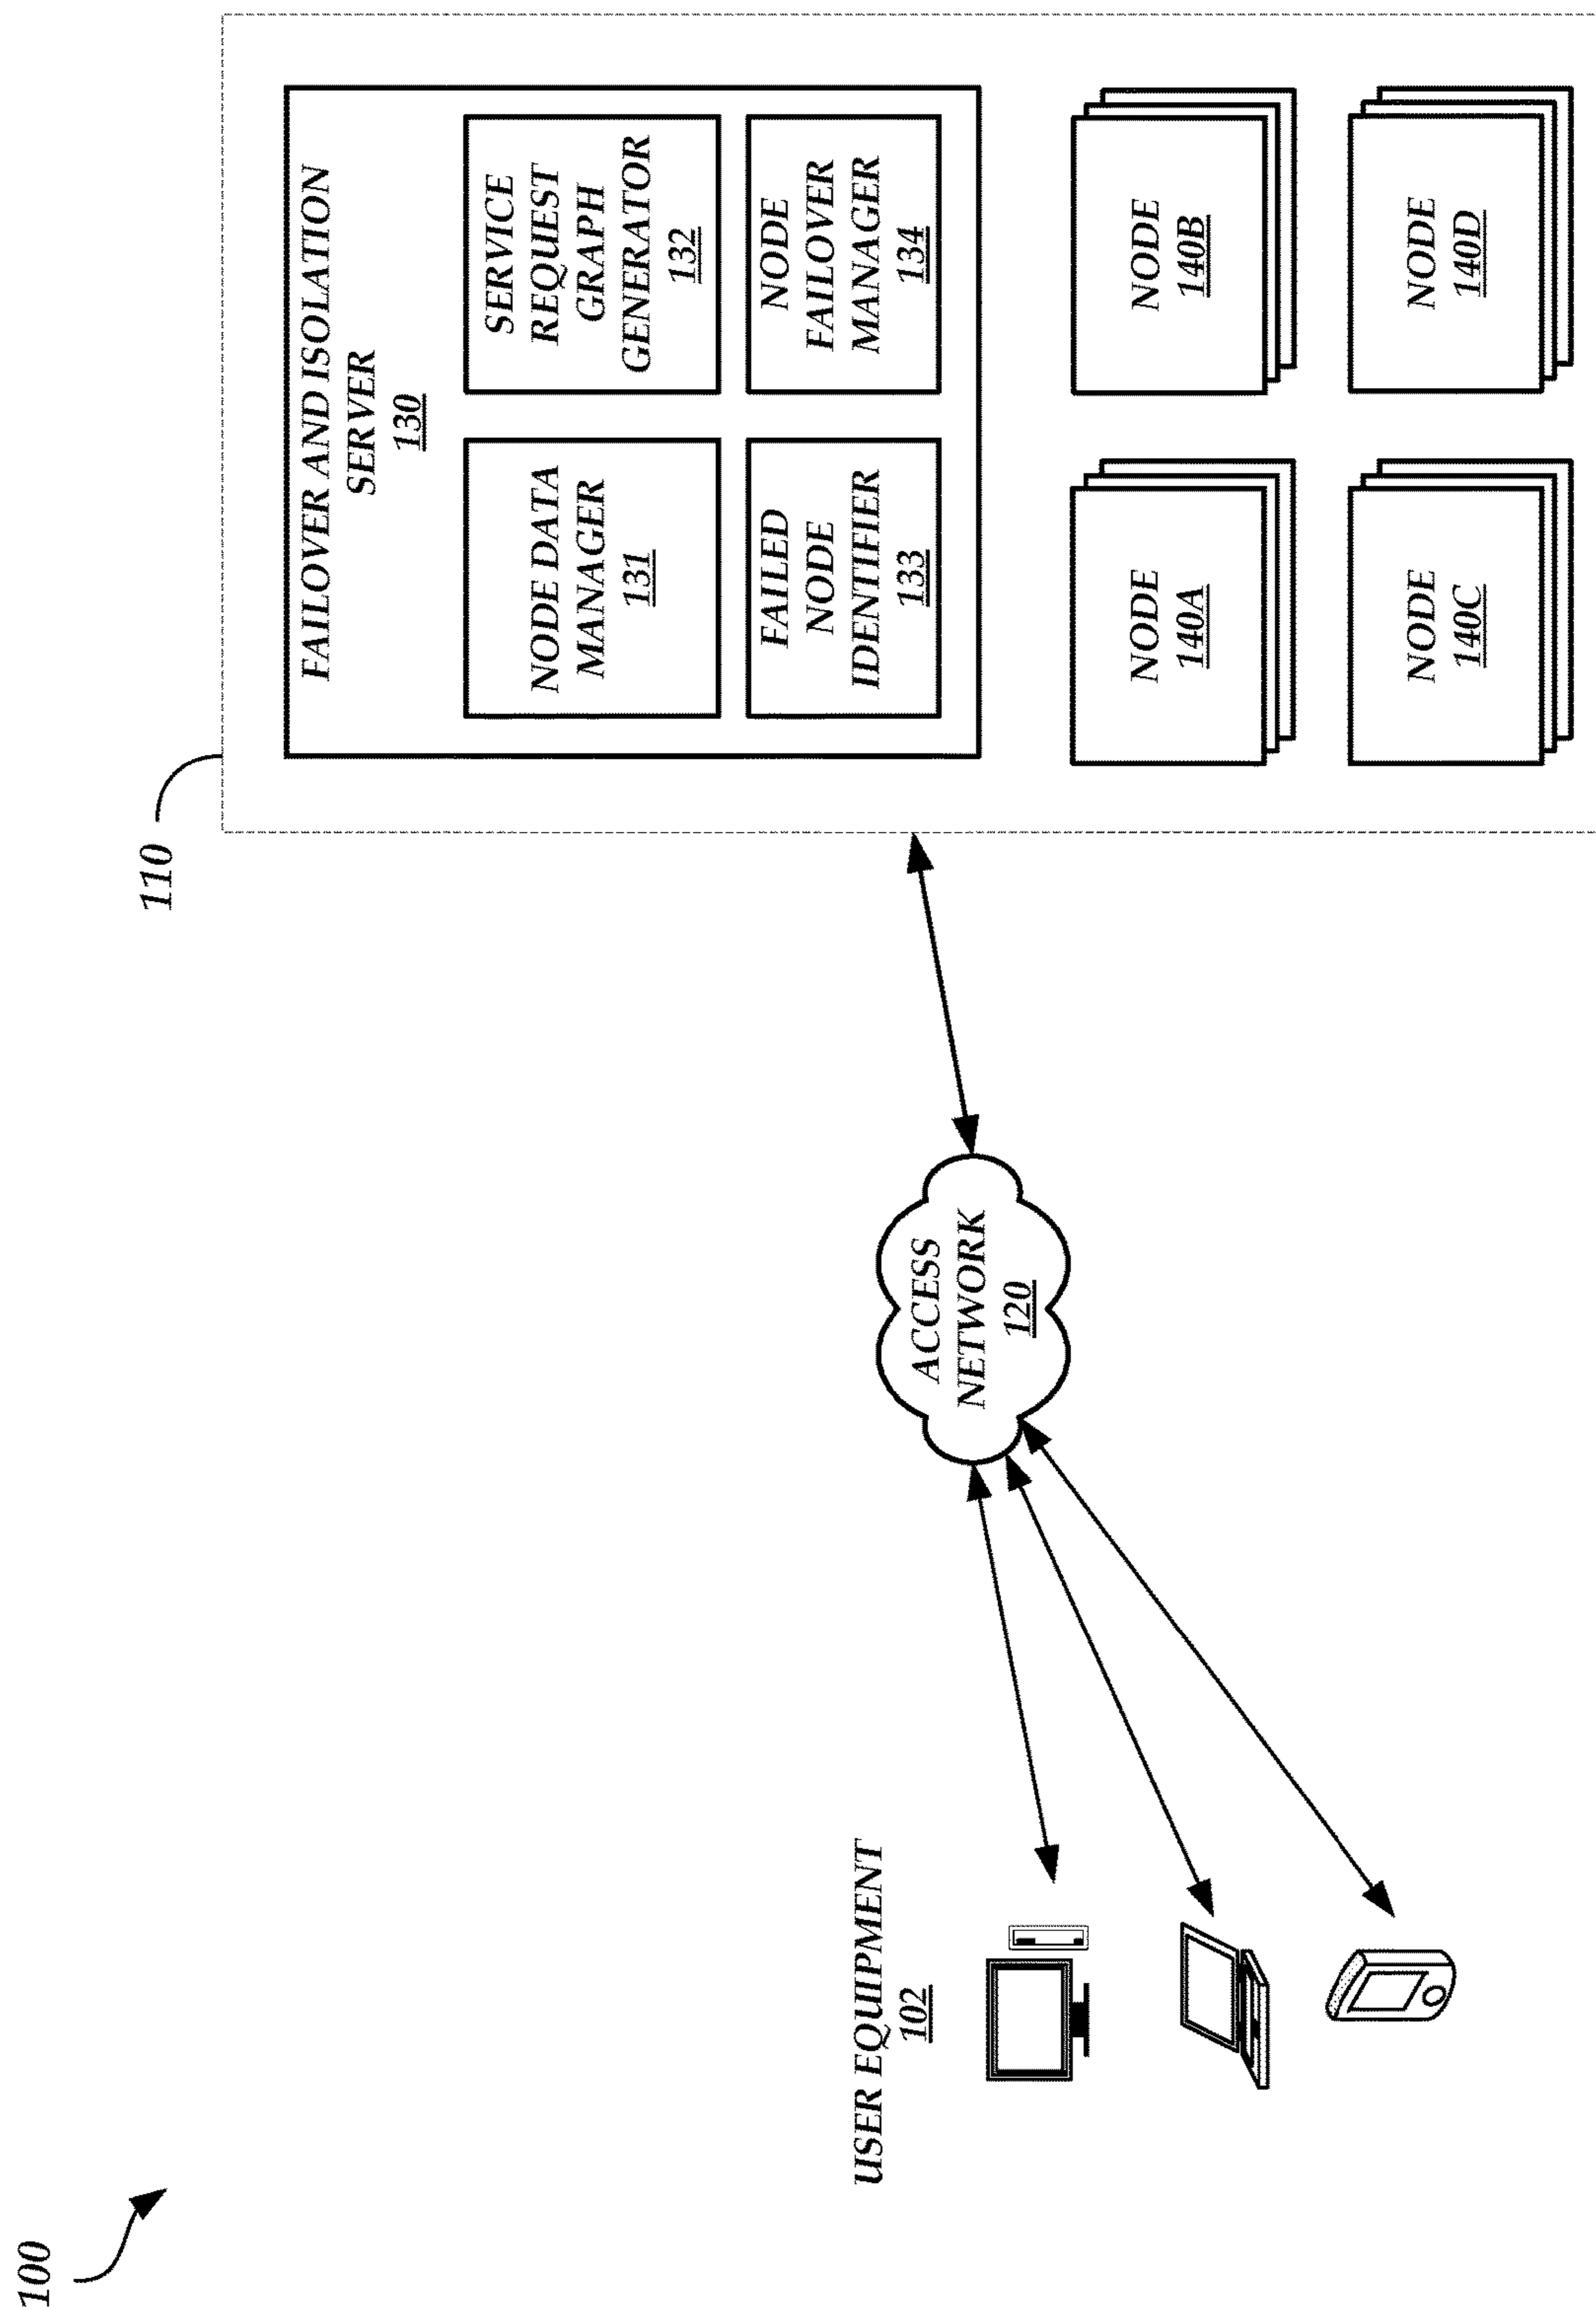 100
110
USER EQUIPMENT
102
ACCESS
NETWORK
120
FAILOVER AND ISOLATION
SERVER
130
NODE DATA
MANAGER
131
SERVICE
REQUEST
GRAPH
GENERATOR
132
FAILED
NODE
IDENTIFIER
133
NODE
FAILOVER
MANAGER
134
NODE
140A
NODE
140B
NODE
140C
NODE
140D